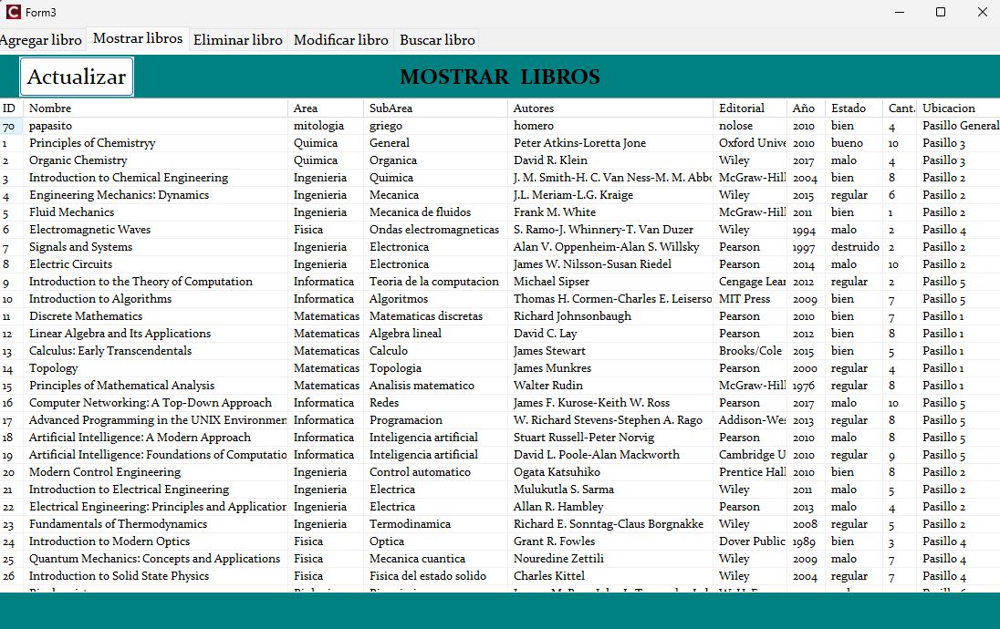 Form3
Agregar libro Mostrar libros Eliminar libro Modificar libro Buscar libro
Actualizar MOSTRAR LIBROS
ID Nombre Area SubArea Autores Editorial Año Estado Cant. Ubicacion
70 papasito mitologia griego homero nolose 2010 bien 4 Pasillo General
1 Principles of Chemistryy Quimica General Peter Atkins-Loretta Jone Oxford Unive 2010 bueno 10 Pasillo 3
2 Organic Chemistry Quimica Organica David R. Klein Wiley 2017 malo 4 Pasillo 3
3 Introduction to Chemical Engineering Ingenieria Quimica J. M. Smith-H. C. Van Ness-M. M. Abbo McGraw-Hill 2004 bien 8 Pasillo 2
4 Engineering Mechanics: Dynamics Ingenieria Mecanica J.L. Meriam-L.G. Kraige Wiley 2015 regular 6 Pasillo 2
5 Fluid Mechanics Ingenieria Mecanica de fluidos Frank M. White McGraw-Hill 2011 bien 1 Pasillo 2
6 Electromagnetic Waves Fisica Ondas electromagneticas S. Ramo-J. Whinnery-T. Van Duzer Wiley 1994 malo 2 Pasillo 4
7 Signals and Systems Ingenieria Electronica Alan V. Oppenheim-Alan S. Willsky Pearson 1997 destruido 2 Pasillo 2
8 Electric Circuits Ingenieria Electronica James W. Nilsson-Susan Riedel Pearson 2014 malo 10 Pasillo 2
9 Introduction to the Theory of Computation Informatica Teoria de la computacion Michael Sipser Cengage Lear 2012 regular 2 Pasillo 5
10 Introduction to Algorithms Informatica Algoritmos Thomas H. Cormen-Charles E. Leiserso MIT Press 2009 bien 7 Pasillo 5
11 Discrete Mathematics Matematicas Matematicas discretas Richard Johnsonbaugh Pearson 2010 bien 7 Pasillo 1
12 Linear Algebra and Its Applications Matematicas Algebra lineal David C. Lay Pearson 2012 bien 8 Pasillo 1
13 Calculus: Early Transcendentals Matematicas Calculo James Stewart Brooks/Cole 2015 bien 5 Pasillo 1
14 Topology Matematicas Topologia James Munkres Pearson 2000 regular 4 Pasillo 1
15 Principles of Mathematical Analysis Matematicas Analisis matematico Walter Rudin McGraw-Hill 1976 regular 8 Pasillo 1
16 Computer Networking: A Top-Down Approach Informatica Redes James F. Kurose-Keith W. Ross Pearson 2017 malo 10 Pasillo 5
17 Advanced Programming in the UNIX Environmen Informatica Programacion W. Richard Stevens-Stephen A. Rago Addison-Wes 2013 regular 8 Pasillo 5
18 Artificial Intelligence: A Modern Approach Informatica Inteligencia artificial Stuart Russell-Peter Norvig Pearson 2010 malo 8 Pasillo 5
19 Artificial Intelligence: Foundations of Computatio Informatica Inteligencia artificial David L. Poole-Alan Mackworth Cambridge U 2010 regular 9 Pasillo 5
20 Modern Control Engineering Ingenieria Control automatico Ogata Katsuhiko Prentice Hall 2010 bien 8 Pasillo 2
21 Introduction to Electrical Engineering Ingenieria Electrica Mulukutla S. Sarma Wiley 2011 malo 5 Pasillo 2
22 Electrical Engineering: Principles and Application Ingenieria Electrica Allan R. Hambley Pearson 2013 malo 4 Pasillo 2
23 Fundamentals of Thermodynamics Ingenieria Termodinamica Richard E. Sonntag-Claus Borgnakke Wiley 2008 regular 5 Pasillo 2
24 Introduction to Modern Optics Fisica Optica Grant R. Fowles Dover Public 1989 bien 3 Pasillo 4
25 Quantum Mechanics: Concepts and Applications Fisica Mecanica cuantica Nouredine Zettili Wiley 2009 malo 7 Pasillo 4
26 Introduction to Solid State Physics Fisica Fisica del estado solido Charles Kittel Wiley 2004 regular 7 Pasillo 4